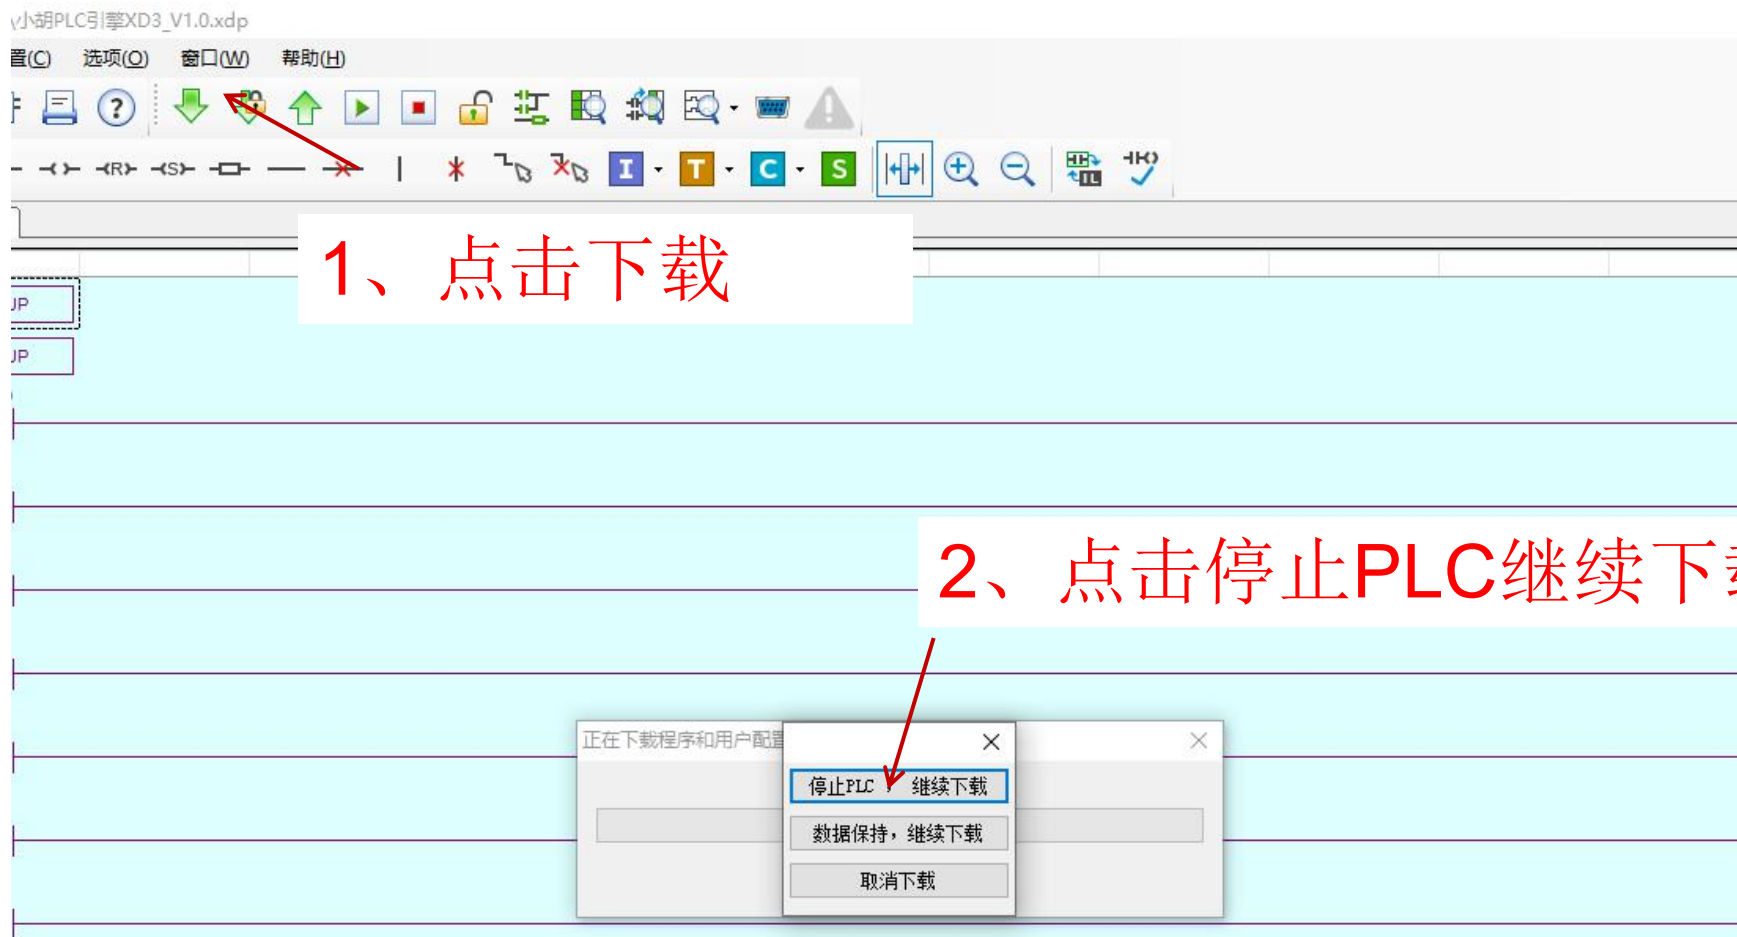 \小胡PLC引擎XD3_V1.0.xdp
置(C) 选项(O) 窗口(W) 帮助(H)
?
(R) (S) I T C S
1、点击下载
UP
UP
2、点击停止PLC继续下载
正在下载程序和用户配置
停止PLC ， 继续下载
数据保持，继续下载
取消下载